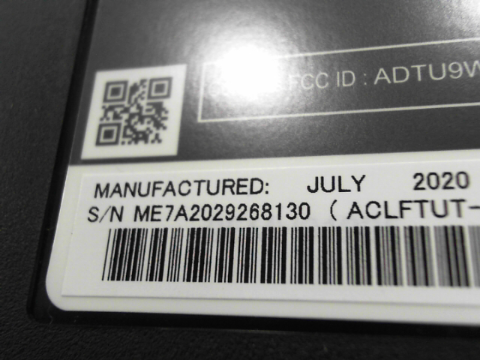 FCC ID : ADTU9W
MANUFACTURED: JULY 2020
S/N ME7A2029268130 ( ACLFTUT-